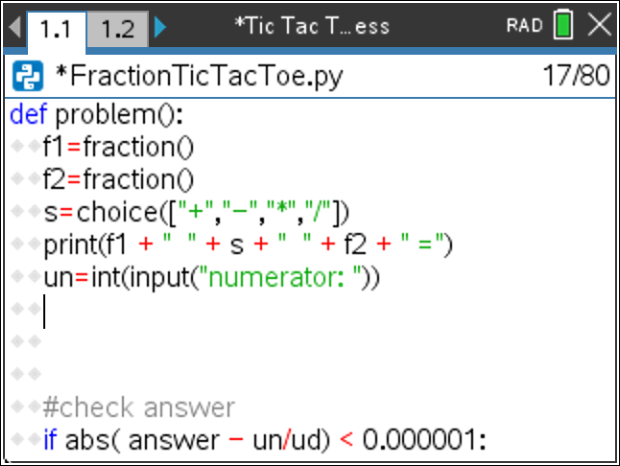 1.1 1.2 *Tic Tac T...ess RAD
*FractionTicTacToe.py 17/80
def problem():
f1=fraction()
f2=fraction()
s=choice(["+","−","*","/"])
print(f1 + "  " + s + "  " + f2 + " =")
un=int(input("numerator: "))
#check answer
if abs( answer − un/ud) < 0.000001: